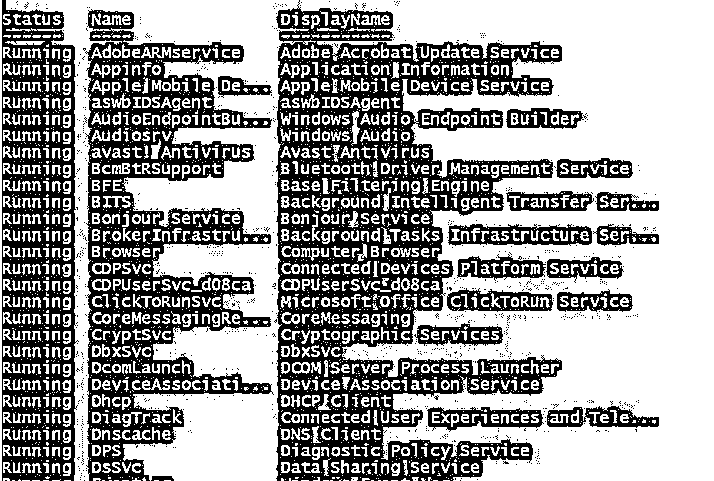 Status Name DisplayName
------ ---- -----------
Running AdobeARMservice Adobe Acrobat Update Service
Running Appinfo Application Information
Running Apple Mobile De... Apple Mobile Device Service
Running aswbIDSAgent aswbIDSAgent
Running AudioEndpointBu... Windows Audio Endpoint Builder
Running Audiosrv Windows Audio
Running avast! Antivirus Avast Antivirus
Running BcmBtRSupport Bluetooth Driver Management Service
Running BFE Base Filtering Engine
Running BITS Background Intelligent Transfer Ser...
Running Bonjour Service Bonjour Service
Running BrokerInfrastru... Background Tasks Infrastructure Ser...
Running Browser Computer Browser
Running CDPSvc Connected Devices Platform Service
Running CDPUserSvc_d08ca CDPUserSvc_d08ca
Running ClickToRunSvc Microsoft Office ClickToRun Service
Running CoreMessagingRe... CoreMessaging
Running CryptSvc Cryptographic Services
Running DbxSvc DbxSvc
Running DcomLaunch DCOM Server Process Launcher
Running DeviceAssociati... Device Association Service
Running Dhcp DHCP Client
Running DiagTrack Connected User Experiences and Tele...
Running Dnscache DNS Client
Running DPS Diagnostic Policy Service
Running DsSvc Data Sharing Service